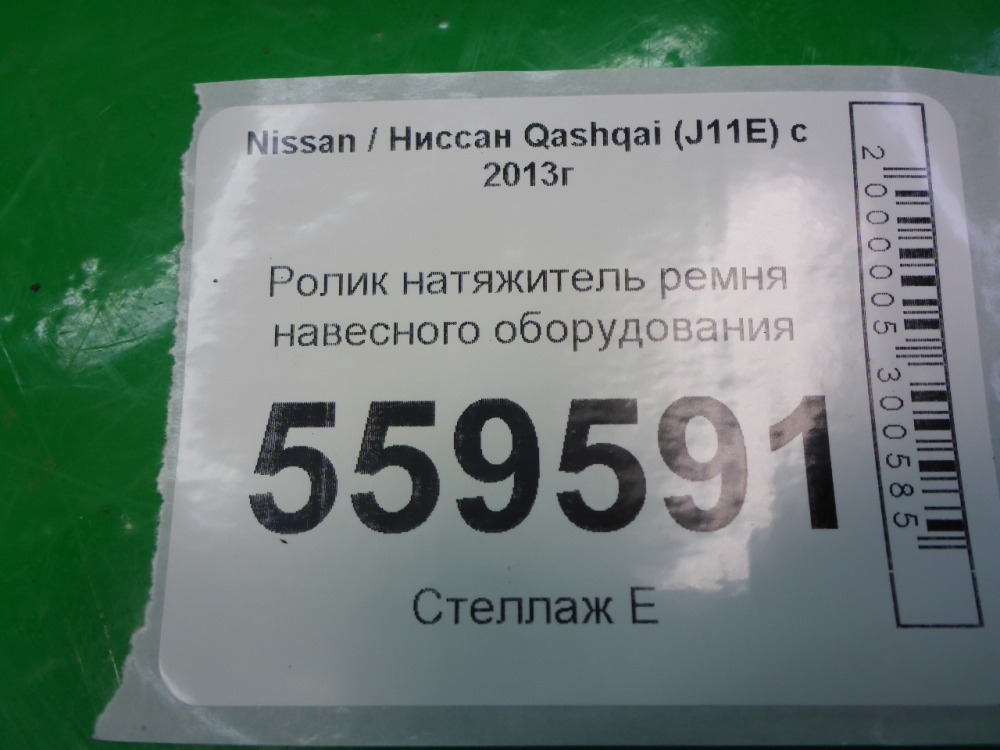 Nissan / Ниссан Qashqai (J11E) с
2013г
Ролик натяжитель ремня
навесного оборудования
559591
Стеллаж Е
2000005300585